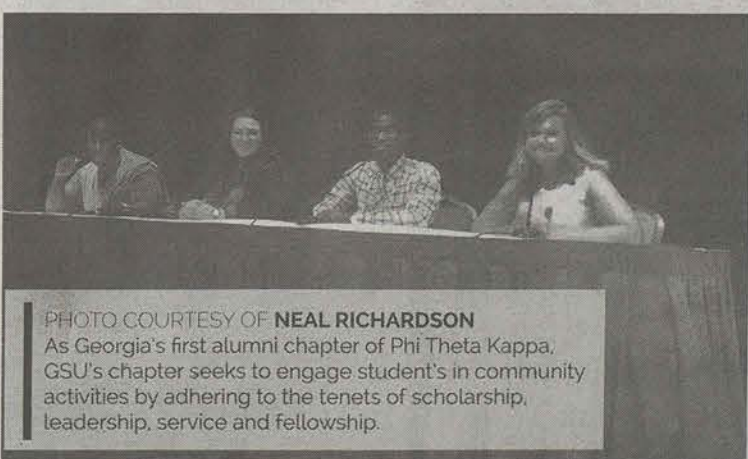 PHOTO COURTESY OF NEAL RICHARDSON
As Georgia's first alumni chapter of Phi Theta Kappa,
GSU's chapter seeks to engage student's in community
activities by adhering to the tenets of scholarship,
leadership, service and fellowship.